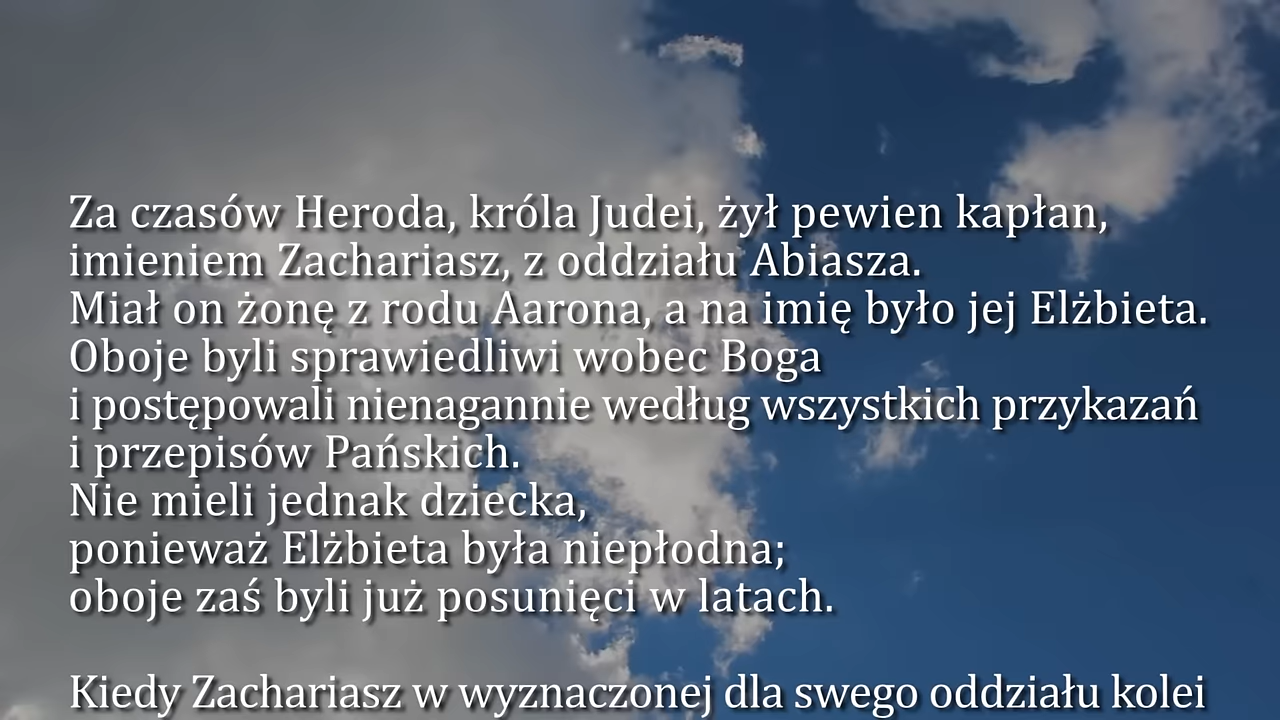 Za czasów Heroda, króla Judei, żył pewien kapłan,
imieniem Zachariasz, z oddziału Abiasza.
Miał on żonę z rodu Aarona, a na imię było jej Elżbieta.
Oboje byli sprawiedliwi wobec Boga
i postępowali nienagannie według wszystkich przykazań
i przepisów Pańskich.
Nie mieli jednak dziecka,
ponieważ Elżbieta była niepłodna;
oboje zaś byli już posunięci w latach.
Kiedy Zachariasz w wyznaczonej dla swego oddziału kolei